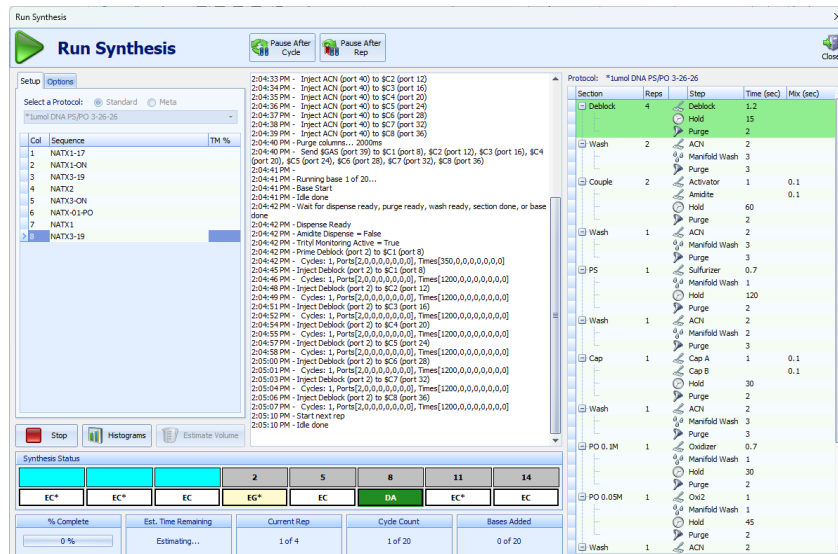 Run Synthesis
Run Synthesis
Pause After Cycle
Pause After Rep
Close
Setup
Options
Select a Protocol:
Standard
Meta
*1umol DNA PS/PO 3-26-26
Col Sequence TM %
1 NATX1-17
2 NATX1-ON
3 NATX3-19
4 NATX2
5 NATX3-ON
6 NATX-01-PO
7 NATX1
8 NATX3-19
Stop
Histograms
Estimate Volume
2:04:33 PM - Inject ACN (port 40) to $C2 (port 12)
2:04:34 PM - Inject ACN (port 40) to $C3 (port 16)
2:04:35 PM - Inject ACN (port 40) to $C4 (port 20)
2:04:36 PM - Inject ACN (port 40) to $C5 (port 24)
2:04:37 PM - Inject ACN (port 40) to $C6 (port 28)
2:04:38 PM - Inject ACN (port 40) to $C7 (port 32)
2:04:39 PM - Inject ACN (port 40) to $C8 (port 36)
2:04:40 PM - Purge columns... 2000ms
2:04:40 PM - Send $GAS (port 39) to $C1 (port 8), $C2 (port 12), $C3 (port 16), $C4
(port 20), $C5 (port 24), $C6 (port 28), $C7 (port 32), $C8 (port 36)
2:04:41 PM -
2:04:41 PM - Running base 1 of 20...
2:04:41 PM - Base Start
2:04:41 PM - Idle done
2:04:42 PM - Wait for dispense ready, purge ready, wash ready, section done, or base
done
2:04:42 PM - Dispense Ready
2:04:42 PM - Amidite Dispense = False
2:04:42 PM - Trityl Monitoring Active = True
2:04:42 PM - Prime Deblock (port 2) to $C1 (port 8)
2:04:42 PM - Cycles: 1, Ports[2,0,0,0,0,0,0,0], Times[350,0,0,0,0,0,0,0]
2:04:45 PM - Inject Deblock (port 2) to $C1 (port 8)
2:04:46 PM - Cycles: 1, Ports[2,0,0,0,0,0,0,0], Times[1200,0,0,0,0,0,0,0]
2:04:48 PM - Inject Deblock (port 2) to $C2 (port 12)
2:04:49 PM - Cycles: 1, Ports[2,0,0,0,0,0,0,0], Times[1200,0,0,0,0,0,0,0]
2:04:51 PM - Inject Deblock (port 2) to $C3 (port 16)
2:04:52 PM - Cycles: 1, Ports[2,0,0,0,0,0,0,0], Times[1200,0,0,0,0,0,0,0]
2:04:54 PM - Inject Deblock (port 2) to $C4 (port 20)
2:04:55 PM - Cycles: 1, Ports[2,0,0,0,0,0,0,0], Times[1200,0,0,0,0,0,0,0]
2:04:57 PM - Inject Deblock (port 2) to $C5 (port 24)
2:04:58 PM - Cycles: 1, Ports[2,0,0,0,0,0,0,0], Times[1200,0,0,0,0,0,0,0]
2:05:00 PM - Inject Deblock (port 2) to $C6 (port 28)
2:05:01 PM - Cycles: 1, Ports[2,0,0,0,0,0,0,0], Times[1200,0,0,0,0,0,0,0]
2:05:03 PM - Inject Deblock (port 2) to $C7 (port 32)
2:05:04 PM - Cycles: 1, Ports[2,0,0,0,0,0,0,0], Times[1200,0,0,0,0,0,0,0]
2:05:06 PM - Inject Deblock (port 2) to $C8 (port 36)
2:05:07 PM - Cycles: 1, Ports[2,0,0,0,0,0,0,0], Times[1200,0,0,0,0,0,0,0]
2:05:10 PM - Start next rep
2:05:10 PM - Idle done
Synthesis Status
2 5 8 11 14
EC* EC* EC EG* EC DA EC* EC
% Complete
0 %
Est. Time Remaining
Estimating...
Current Rep
1 of 4
Cycle Count
1 of 20
Bases Added
0 of 20
Protocol: *1umol DNA PS/PO 3-26-26
Section Reps Step Time (sec) Mix (sec)
Deblock 4 Deblock 1.2
Hold 15
Purge 2
Wash 2 ACN 2
Manifold Wash 3
Purge 3
Couple 2 Activator 1 0.1
Amidite 0.1
Hold 60
Purge 2
Wash 1 ACN 2
Manifold Wash 3
Purge 3
PS 1 Sulfurizer 0.7
Manifold Wash 1
Hold 120
Purge 2
Wash 1 ACN 2
Manifold Wash 2
Purge 3
Cap 1 Cap A 1 0.1
Cap B 0.1
Hold 30
Purge 2
Wash 1 ACN 2
Manifold Wash 3
Purge 3
PO 0.1M 1 Oxidizer 0.7
Manifold Wash 1
Hold 30
Purge 2
PO 0.05M 1 Oxi2 1
Manifold Wash 1
Hold 45
Purge 2
Wash 1 ACN 2